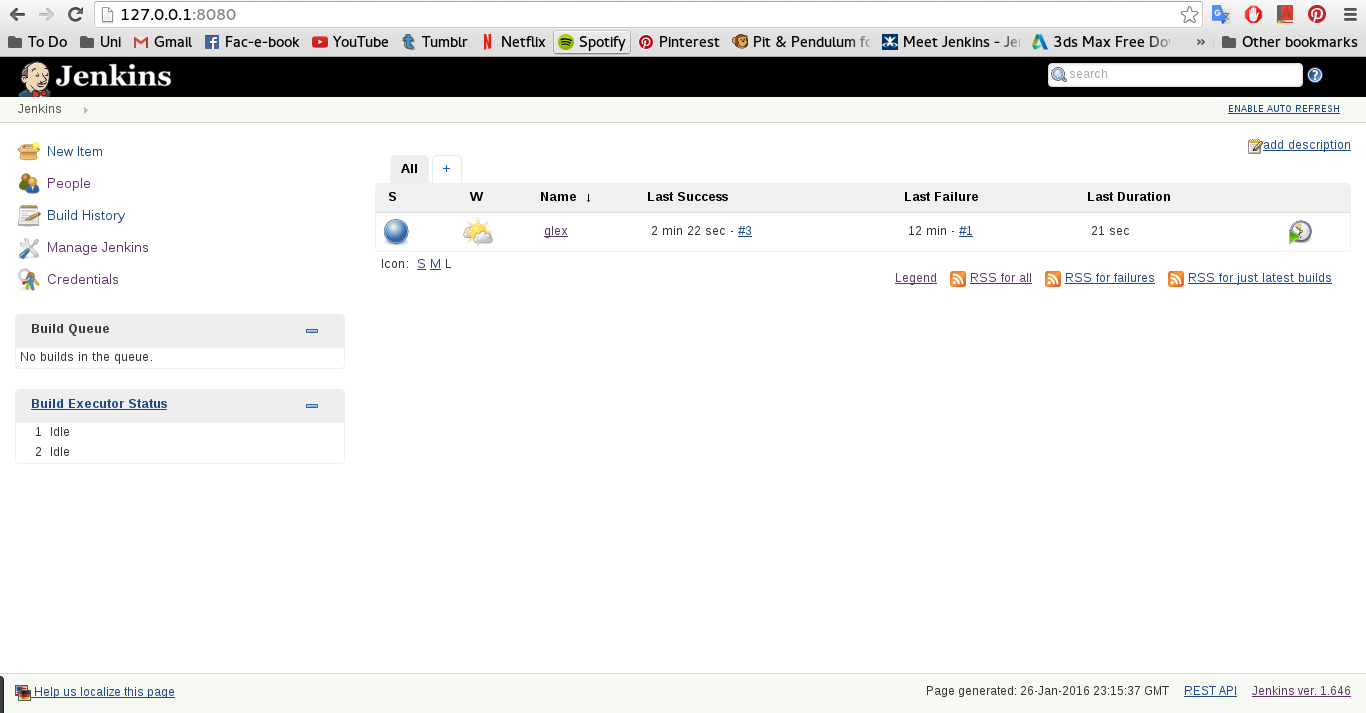 127.0.0.1:8080
To Do Uni Gmail Fac-e-book YouTube Tumblr Netflix Spotify Pinterest Pit & Pendulum fo Meet Jenkins - Je 3ds Max Free Do » Other bookmarks
Jenkins search
Jenkins ENABLE AUTO REFRESH
add description
New Item
People
Build History
Manage Jenkins
Credentials
Build Queue
No builds in the queue.
Build Executor Status
1 Idle
2 Idle
All +
S W Name ↓ Last Success Last Failure Last Duration
glex 2 min 22 sec - #3 12 min - #1 21 sec
Icon: S M L
Legend RSS for all RSS for failures RSS for just latest builds
Help us localize this page Page generated: 26-Jan-2016 23:15:37 GMT REST API Jenkins ver. 1.646